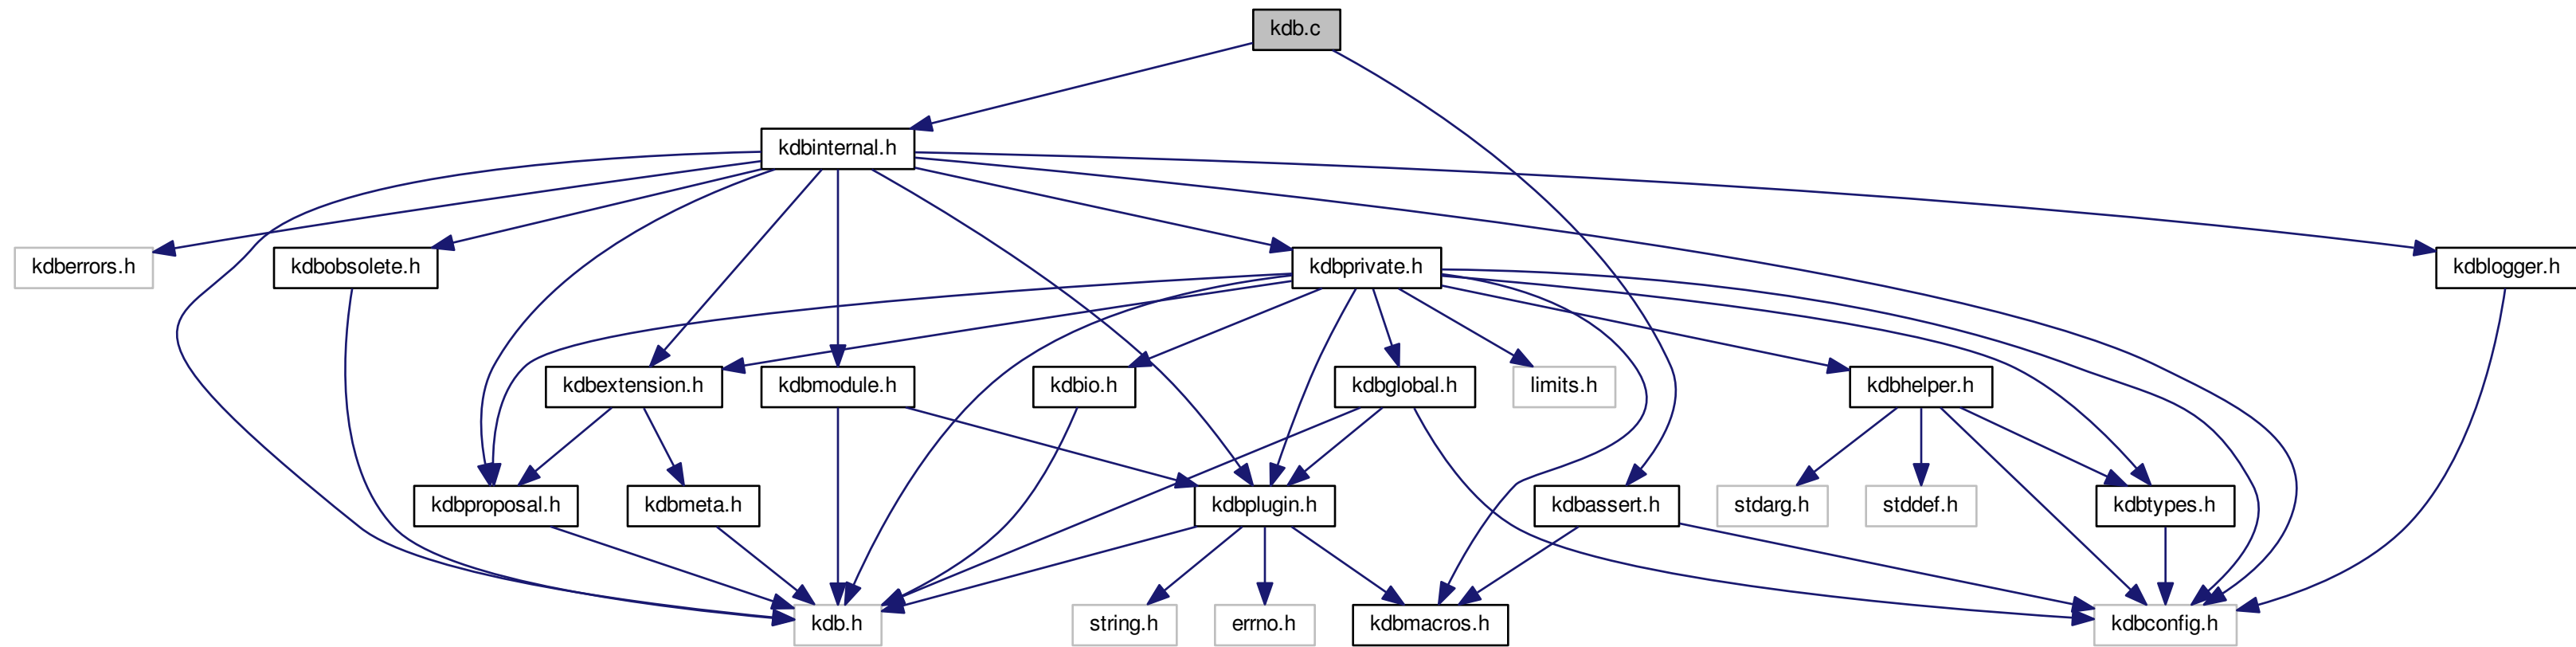 kdb.c
kdbinternal.h
kdberrors.h
kdbobsolete.h
kdbprivate.h
kdblogger.h
kdbextension.h
kdbmodule.h
kdbio.h
kdbglobal.h
limits.h
kdbhelper.h
kdbproposal.h
kdbmeta.h
kdbplugin.h
kdbassert.h
stdarg.h
stddef.h
kdbtypes.h
kdb.h
string.h
errno.h
kdbmacros.h
kdbconfig.h